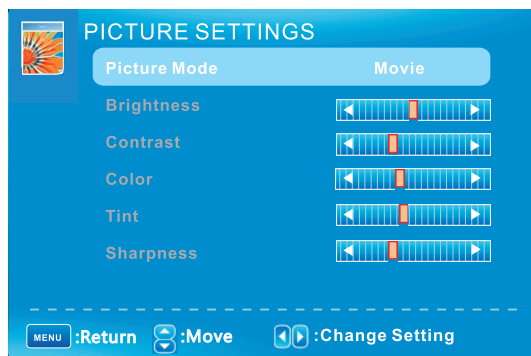 PICTURE SETTINGS
Picture Mode Movie
Brightness
Contrast
Color
Tint
Sharpness
MENU :Return :Move :Change Setting